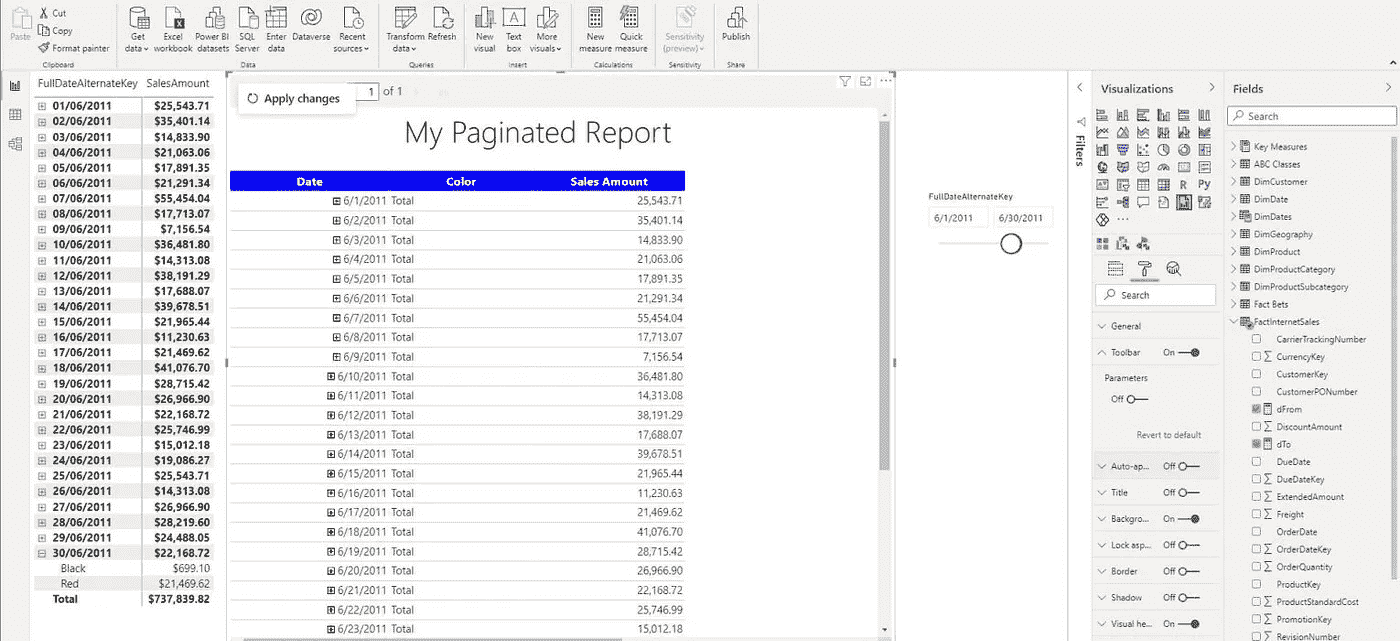 Paste
Cut
Copy
Format painter
Clipboard
Get data
Excel workbook
Power BI datasets
SQL Server
Enter data
Dataverse
Recent sources
Data
Transform data
Refresh
Queries
New visual
Text box
More visuals
Insert
New measure
Quick measure
Calculations
Sensitivity (preview)
Sensitivity
Publish
Share
FullDateAlternateKey SalesAmount
01/06/2011 $25,543.71
02/06/2011 $35,401.14
03/06/2011 $14,833.90
04/06/2011 $21,063.06
05/06/2011 $17,891.35
06/06/2011 $21,291.34
07/06/2011 $55,454.04
08/06/2011 $17,713.07
09/06/2011 $7,156.54
10/06/2011 $36,481.80
11/06/2011 $14,313.08
12/06/2011 $38,191.29
13/06/2011 $17,688.07
14/06/2011 $39,678.51
15/06/2011 $21,965.44
16/06/2011 $11,230.63
17/06/2011 $21,469.62
18/06/2011 $41,076.70
19/06/2011 $28,715.42
20/06/2011 $26,966.90
21/06/2011 $22,168.72
22/06/2011 $25,746.99
23/06/2011 $15,012.18
24/06/2011 $19,086.27
25/06/2011 $25,543.71
26/06/2011 $14,313.08
27/06/2011 $26,966.90
28/06/2011 $28,219.60
29/06/2011 $24,488.05
30/06/2011 $22,168.72
Black $699.10
Red $21,469.62
Total $737,839.82
Apply changes
1 of 1
My Paginated Report
Date Color Sales Amount
6/1/2011 Total 25,543.71
6/2/2011 Total 35,401.14
6/3/2011 Total 14,833.90
6/4/2011 Total 21,063.06
6/5/2011 Total 17,891.35
6/6/2011 Total 21,291.34
6/7/2011 Total 55,454.04
6/8/2011 Total 17,713.07
6/9/2011 Total 7,156.54
6/10/2011 Total 36,481.80
6/11/2011 Total 14,313.08
6/12/2011 Total 38,191.29
6/13/2011 Total 17,688.07
6/14/2011 Total 39,678.51
6/15/2011 Total 21,965.44
6/16/2011 Total 11,230.63
6/17/2011 Total 21,469.62
6/18/2011 Total 41,076.70
6/19/2011 Total 28,715.42
6/20/2011 Total 26,966.90
6/21/2011 Total 22,168.72
6/22/2011 Total 25,746.99
6/23/2011 Total 15,012.18
FullDateAlternateKey
6/1/2011 6/30/2011
Filters
Visualizations
R Py
...
Search
General
Toolbar On
Parameters
Off
Revert to default
Auto-ap... Off
Title Off
Backgro... On
Lock asp... Off
Border Off
Shadow Off
Visual he... On
Fields
Search
Key Measures
ABC Classes
DimCustomer
DimDate
DimDates
DimGeography
DimProduct
DimProductCategory
DimProductSubcategory
Fact Bets
FactInternetSales
CarrierTrackingNumber
CurrencyKey
CustomerKey
CustomerPONumber
dFrom
DiscountAmount
dTo
DueDate
DueDateKey
ExtendedAmount
Freight
OrderDate
OrderDateKey
OrderQuantity
ProductKey
ProductStandardCost
PromotionKey
RevisionNumber